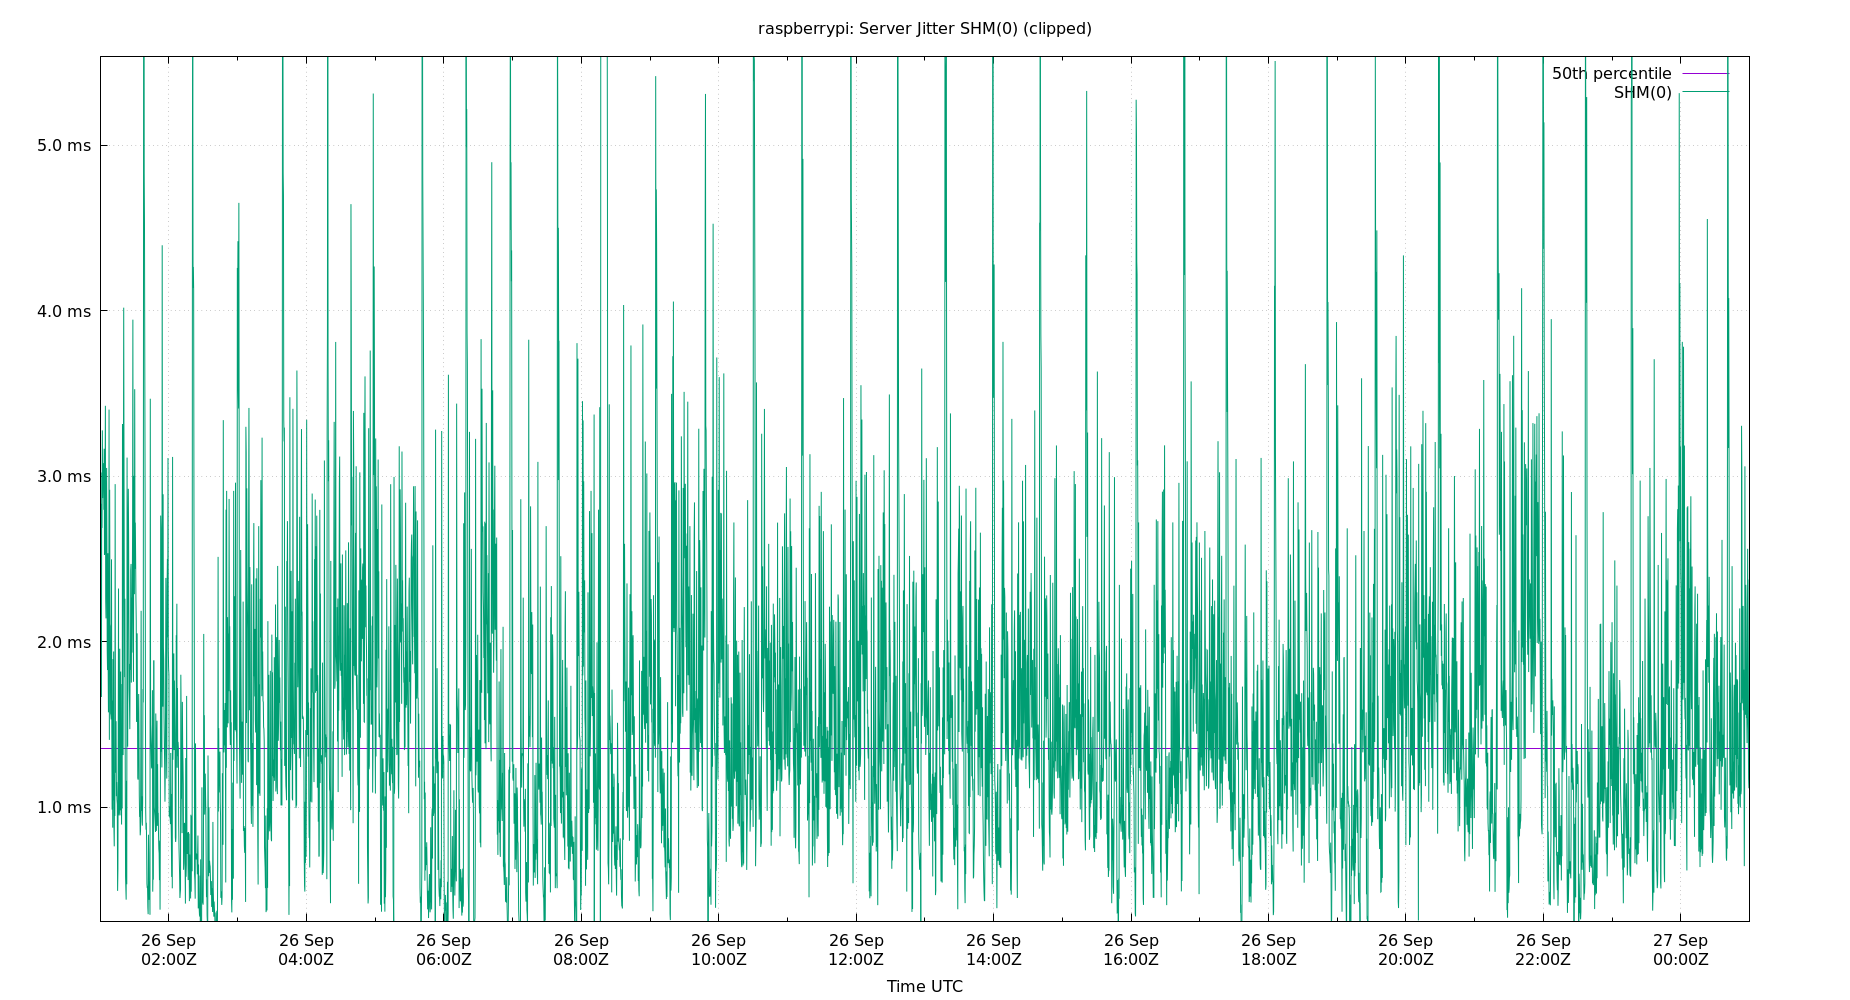 raspberrypi: Server Jitter SHM(0) (clipped)
50th percentile
SHM(0)
5.0 ms
4.0 ms
3.0 ms
2.0 ms
1.0 ms
26 Sep 26 Sep 26 Sep 26 Sep 26 Sep 26 Sep 26 Sep 26 Sep 26 Sep 26 Sep 26 Sep 27 Sep
02:00Z 04:00Z 06:00Z 08:00Z 10:00Z 12:00Z 14:00Z 16:00Z 18:00Z 20:00Z 22:00Z 00:00Z
Time UTC